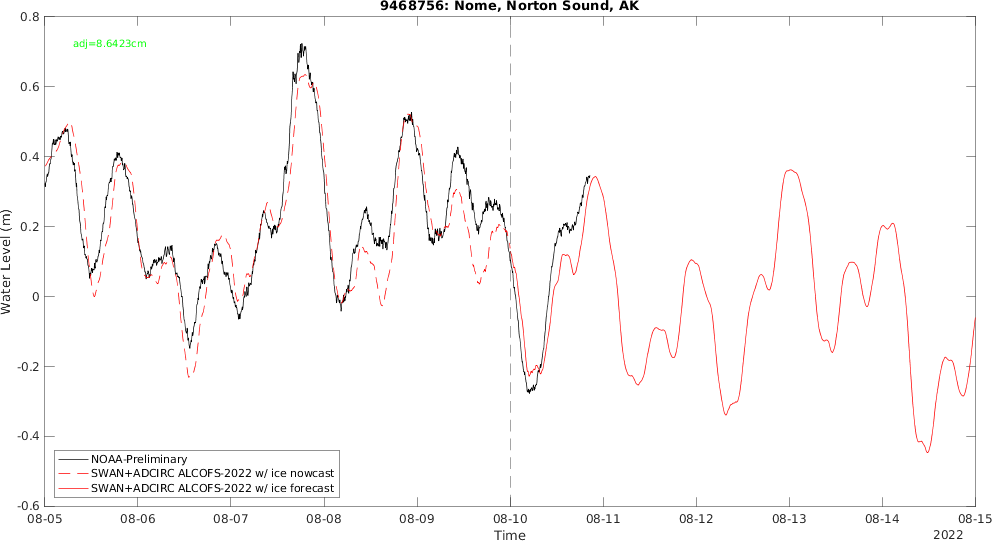 9468756: Nome, Norton Sound, AK
adj=8.6423cm
0.8
0.6
0.4
0.2
0
-0.2
-0.4
-0.6
Water Level (m)
NOAA-Preliminary
SWAN+ADCIRC ALCOFS-2022 w/ ice nowcast
SWAN+ADCIRC ALCOFS-2022 w/ ice forecast
08-05 08-06 08-07 08-08 08-09 08-10 08-11 08-12 08-13 08-14 08-15
Time
2022